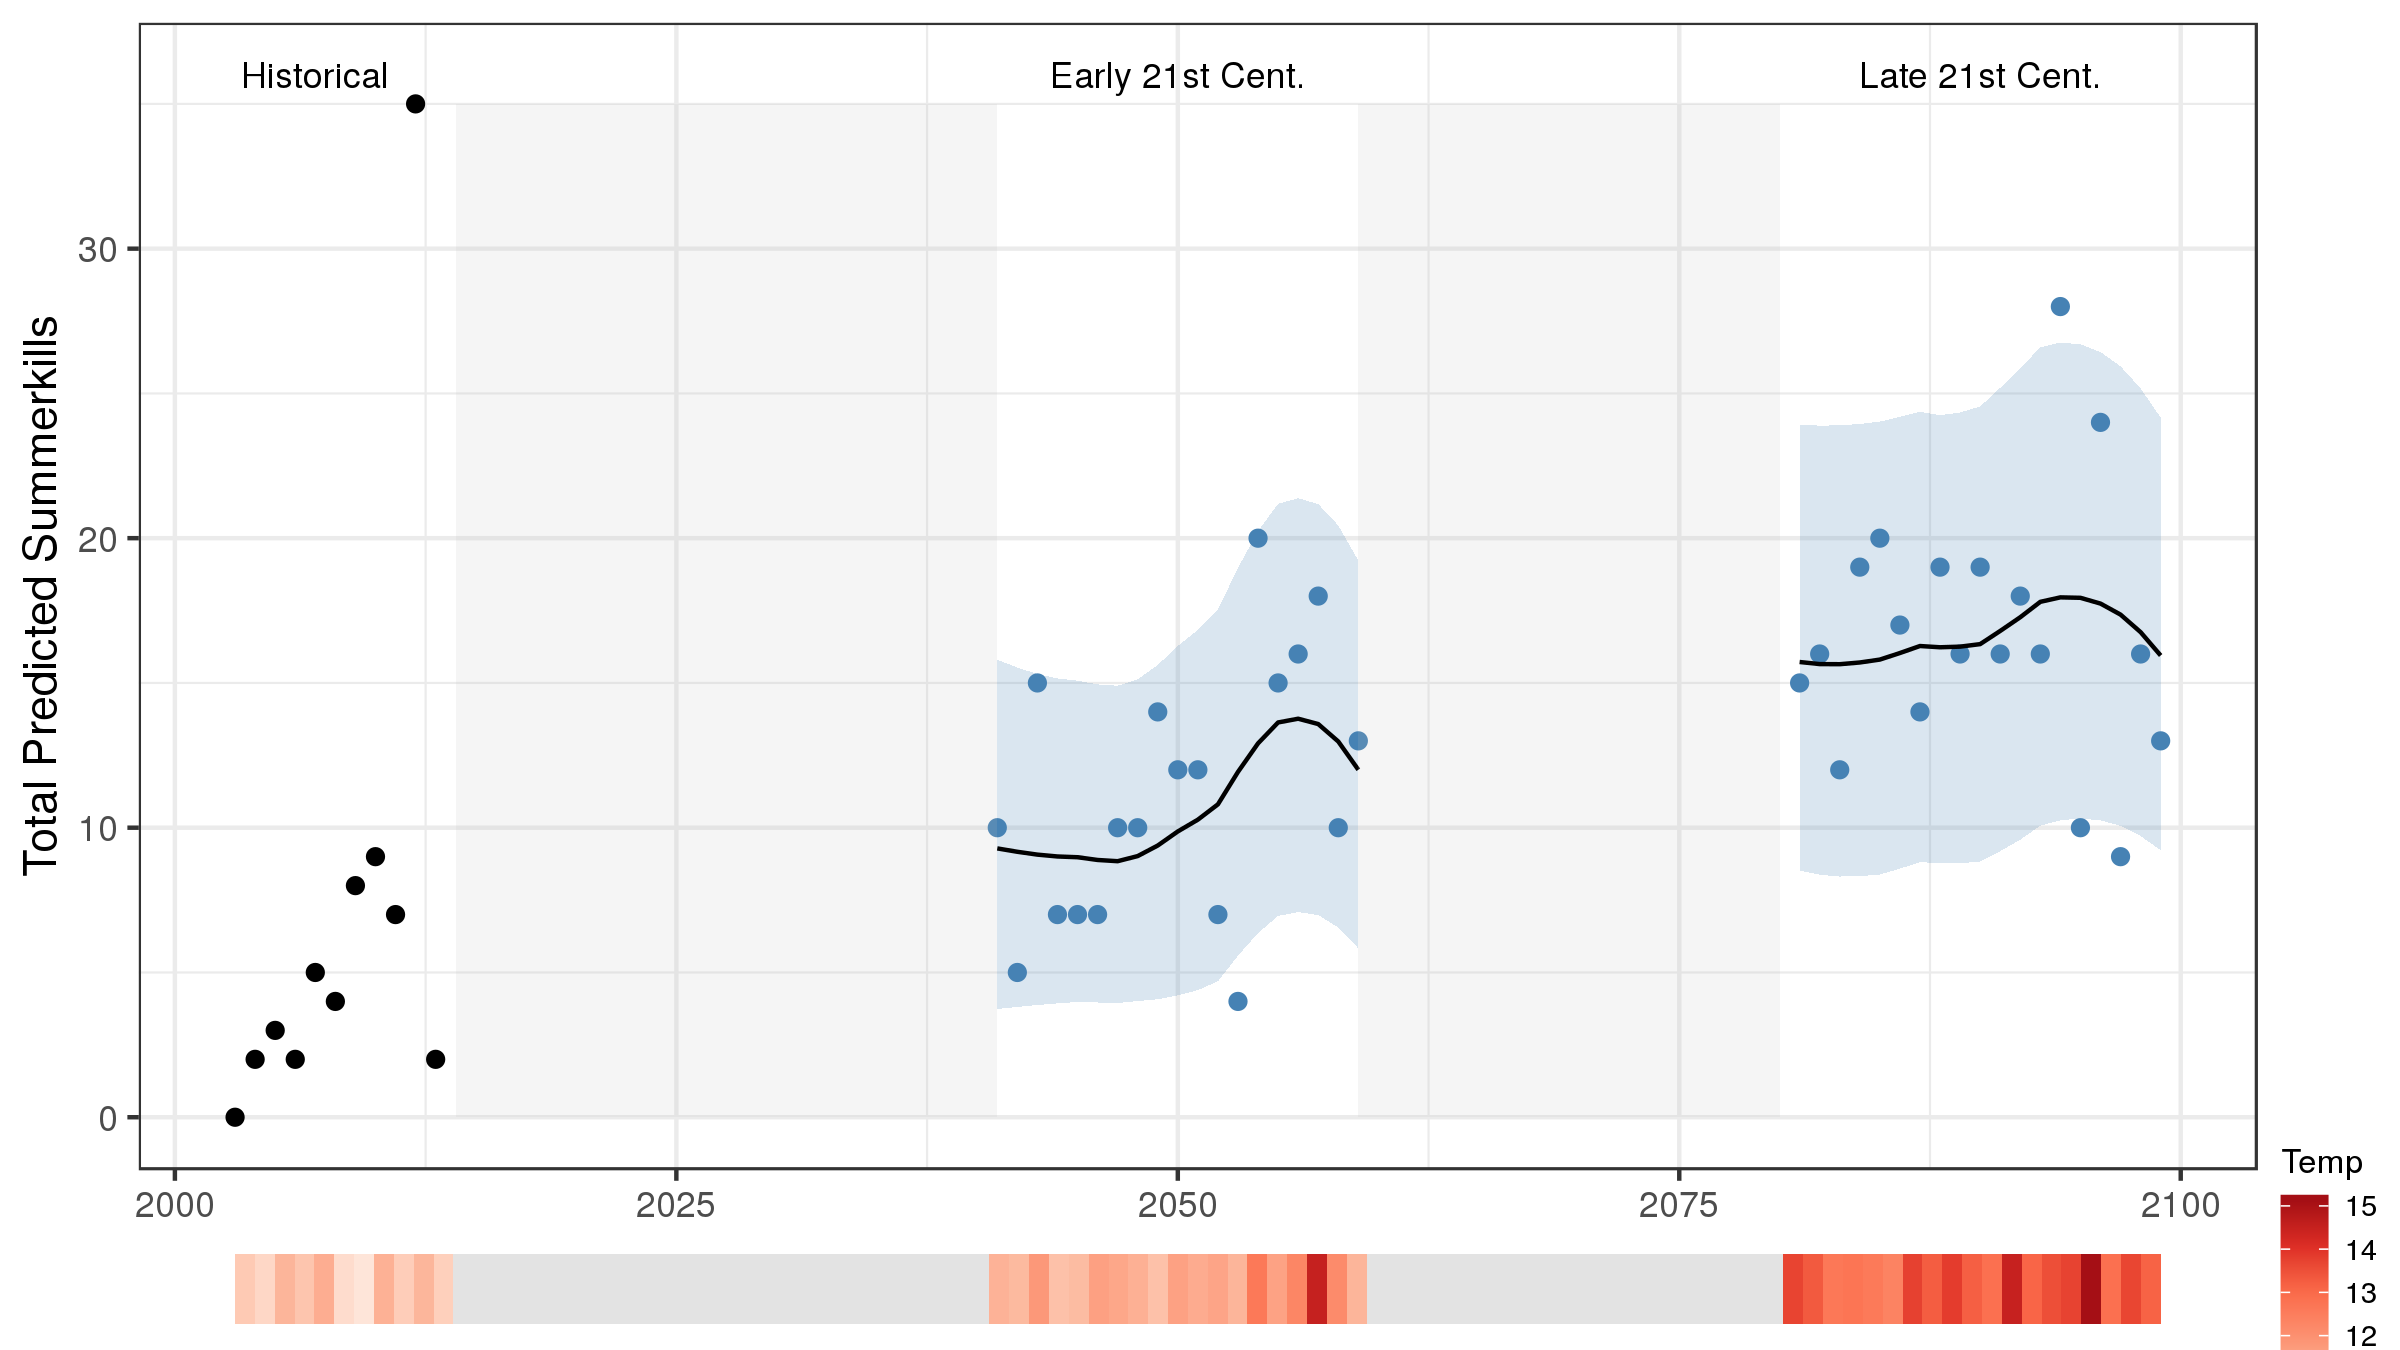 Historical
Early 21st Cent.
Late 21st Cent.
Total Predicted Summerkills
30
20
10
0
2000
2025
2050
2075
2100
Temp
15
14
13
12